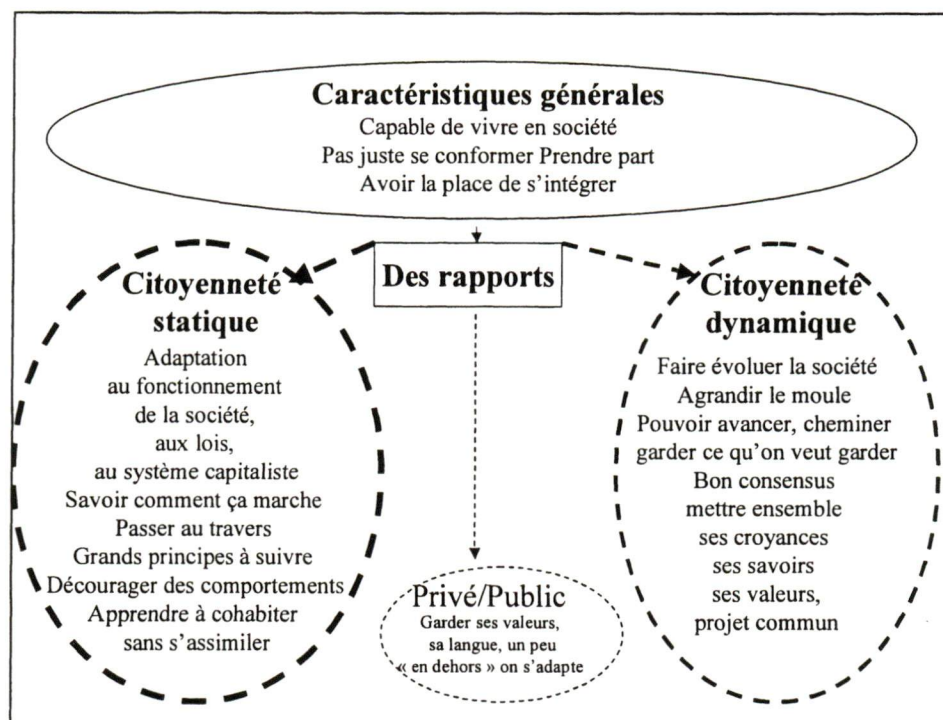 Caractéristiques générales
Capable de vivre en société
Pas juste se conformer Prendre part
Avoir la place de s'intégrer
Des rapports
Citoyenneté
statique
Adaptation
au fonctionnement
de la société,
aux lois,
au système capitaliste
Savoir comment ça marche
Passer au travers
Grands principes à suivre
Décourager des comportements
Apprendre à cohabiter
sans s'assimiler
Privé/Public
Garder ses valeurs,
sa langue, un peu
« en dehors » on s'adapte
Citoyenneté
dynamique
Faire évoluer la société
Agrandir le moule
Pouvoir avancer, cheminer
garder ce qu'on veut garder
Bon consensus
mettre ensemble
ses croyances
ses savoirs
ses valeurs,
projet commun